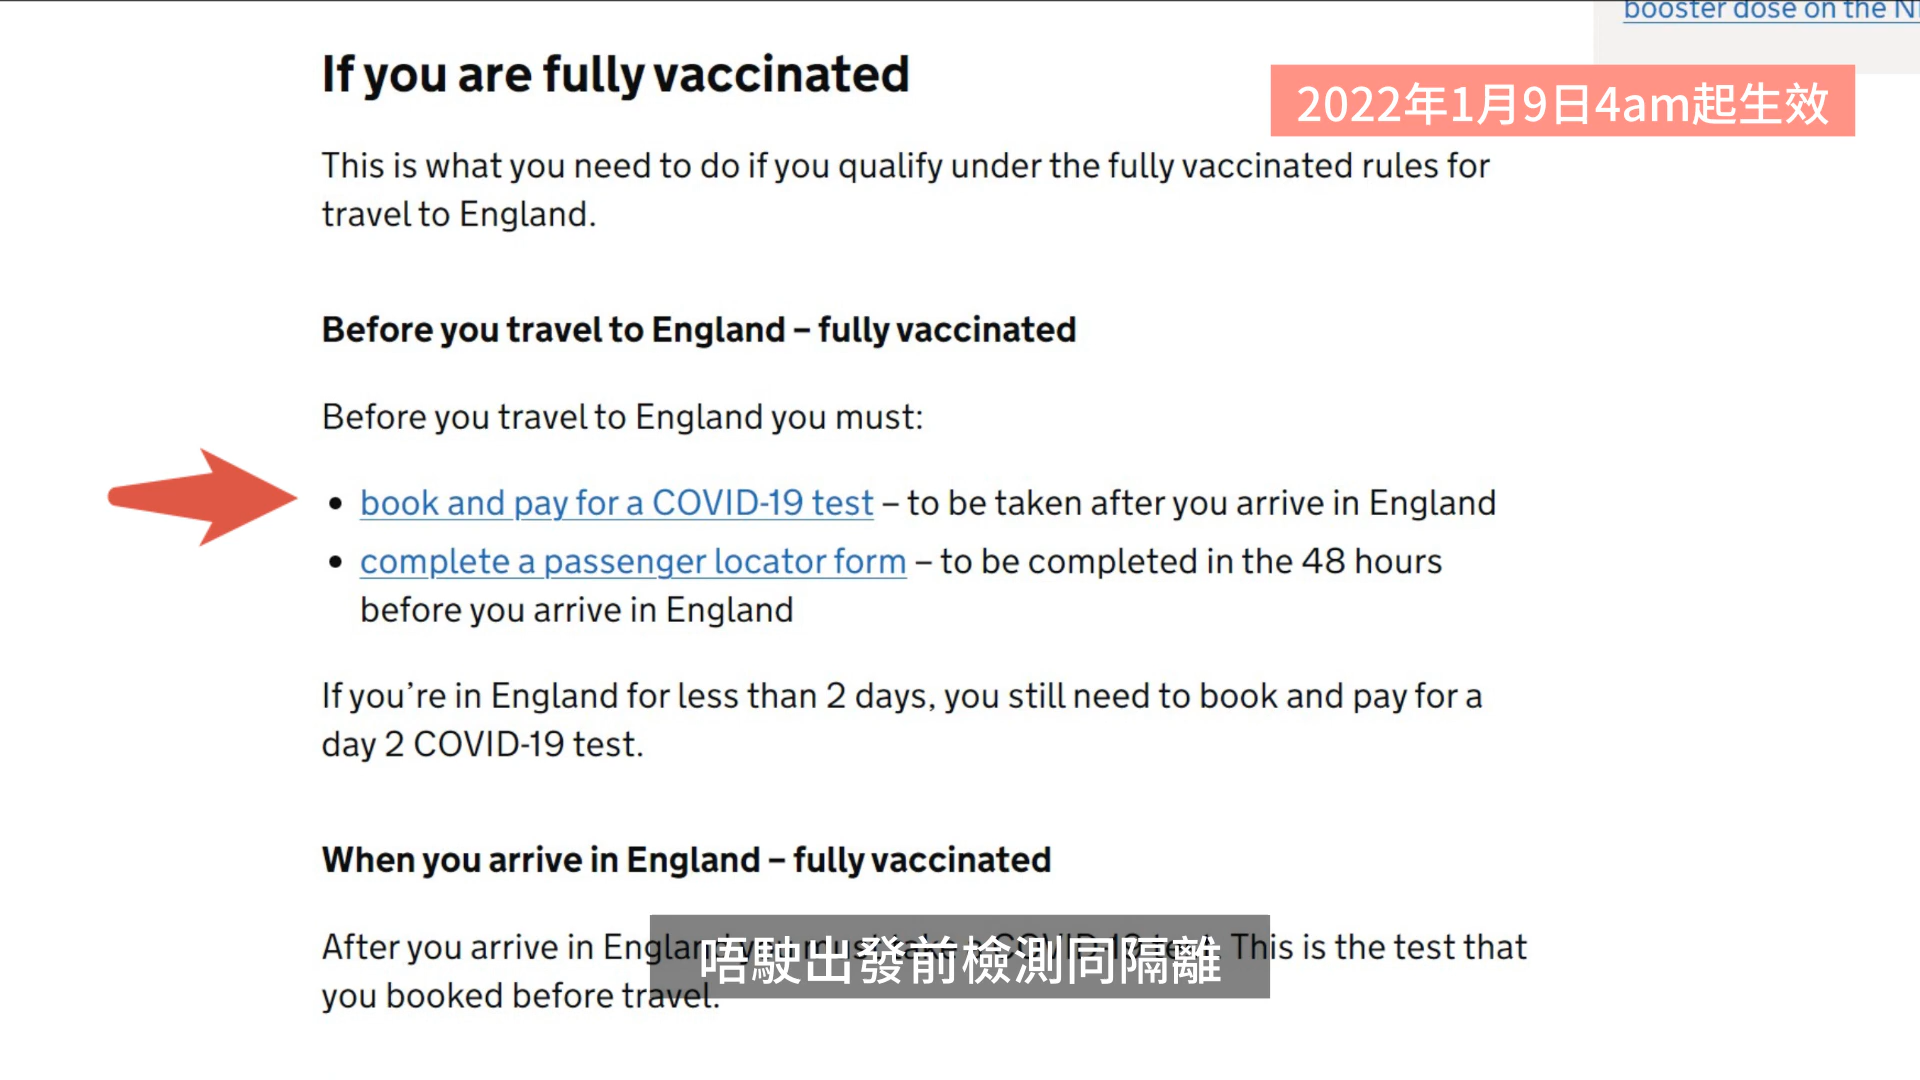 booster dose on the N
If you are fully vaccinated
2022年1月9日4am起生效
This is what you need to do if you qualify under the fully vaccinated rules for
travel to England.
Before you travel to England – fully vaccinated
Before you travel to England you must:
• book and pay for a COVID-19 test – to be taken after you arrive in England
• complete a passenger locator form – to be completed in the 48 hours
before you arrive in England
If you’re in England for less than 2 days, you still need to book and pay for a
day 2 COVID-19 test.
When you arrive in England – fully vaccinated
After you arrive in England you must take a COVID-19 test. This is the test that
you booked before travel.
唔駛出發前檢測同隔離